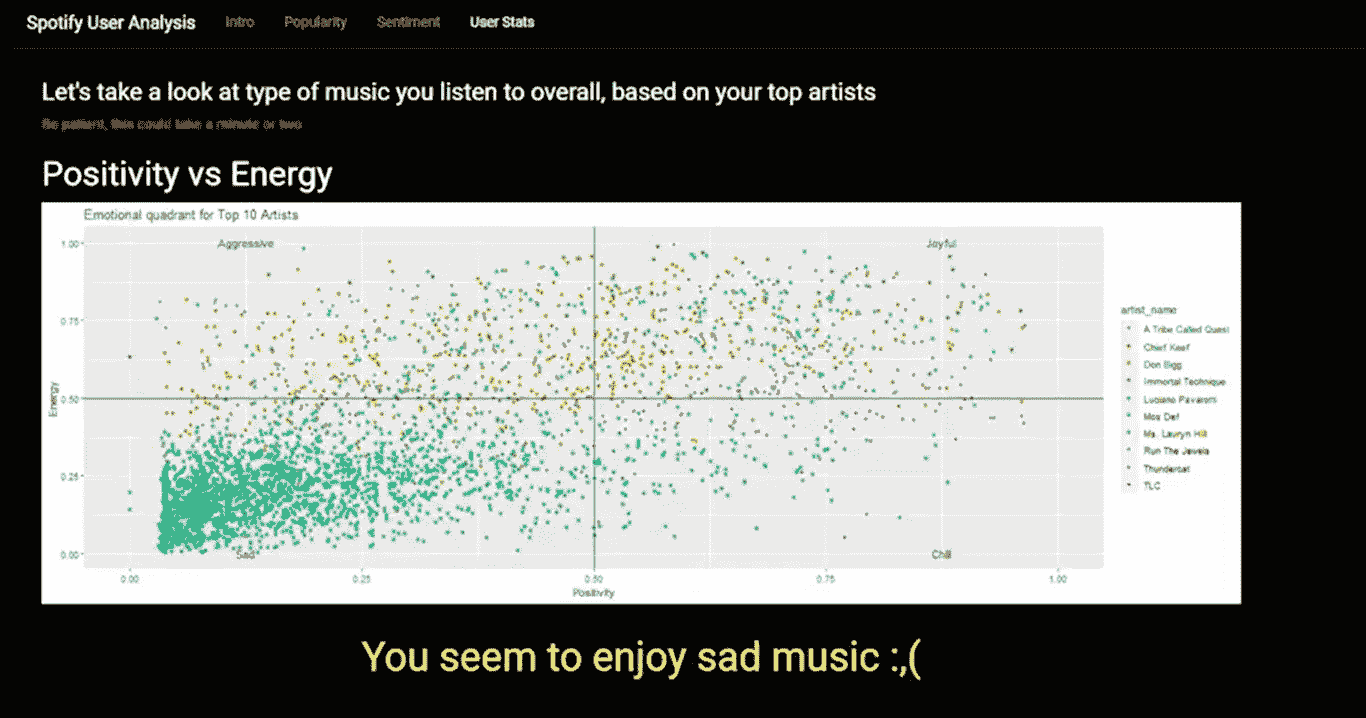 Spotify User Analysis Intro Popularity Sentiment User Stats
Let's take a look at type of music you listen to overall, based on your top artists
Be patient, this could take a minute or two
Positivity vs Energy
Emotional quadrant for Top 10 Artists
1.00
0.75
0.50
0.25
0.00
Energy
Aggressive
Joyful
Sad
Chill
0.00 0.25 0.50 0.75 1.00
Positivity
artist_name
A Tribe Called Quest
Chief Keef
Don Bigg
Immortal Technique
Luciano Pavarotti
Mos Def
Ms. Lauryn Hill
Run The Jewels
Thundercat
TLC
You seem to enjoy sad music :,(